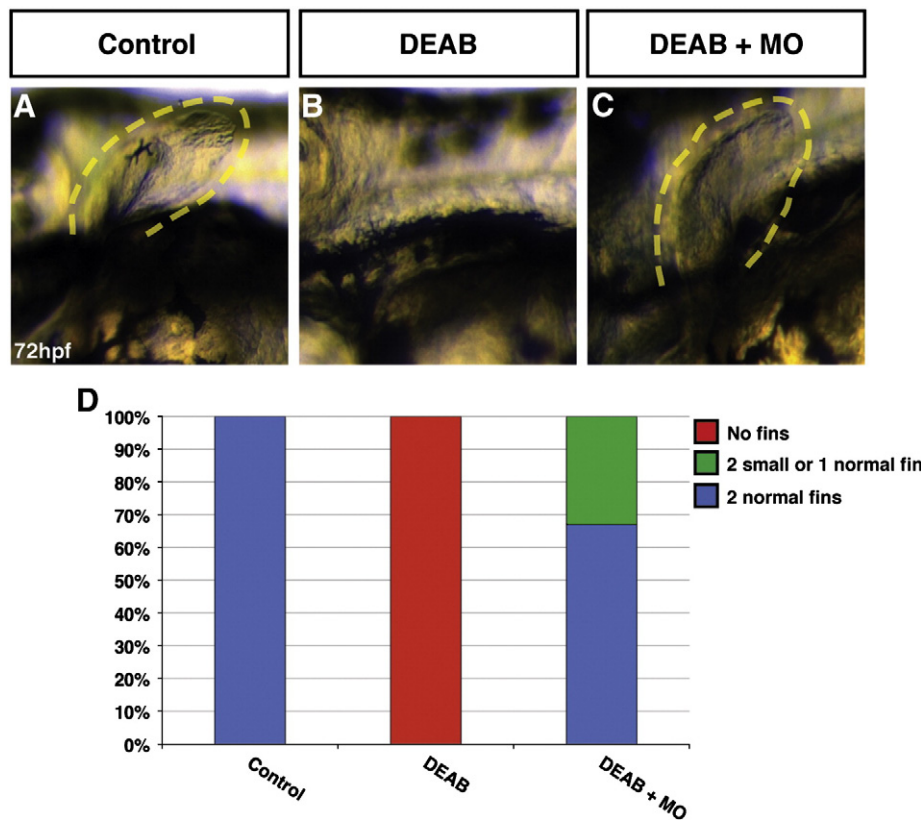 Control
DEAB
DEAB + MO
A
B
C
72hpf
D
100%
90%
80%
70%
60%
50%
40%
30%
20%
10%
0%
No fins
2 small or 1 normal fin
2 normal fins
Control
DEAB
DEAB + MO